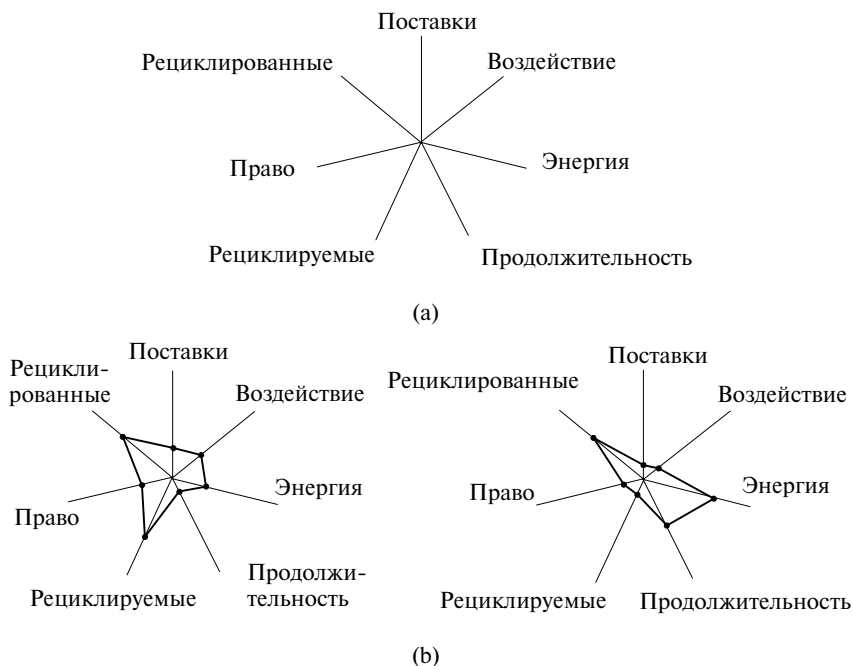 Поставки
Рециклированные
Воздействие
Право
Энергия
Рециклируемые
Продолжительность
(a)
Рецикли-
рованные
Поставки
Воздействие
Энергия
Право
Продолжи-
тельность
Рециклируемые
Поставки
Рециклированные
Воздействие
Право
Энергия
Рециклируемые
Продолжительность
(b)